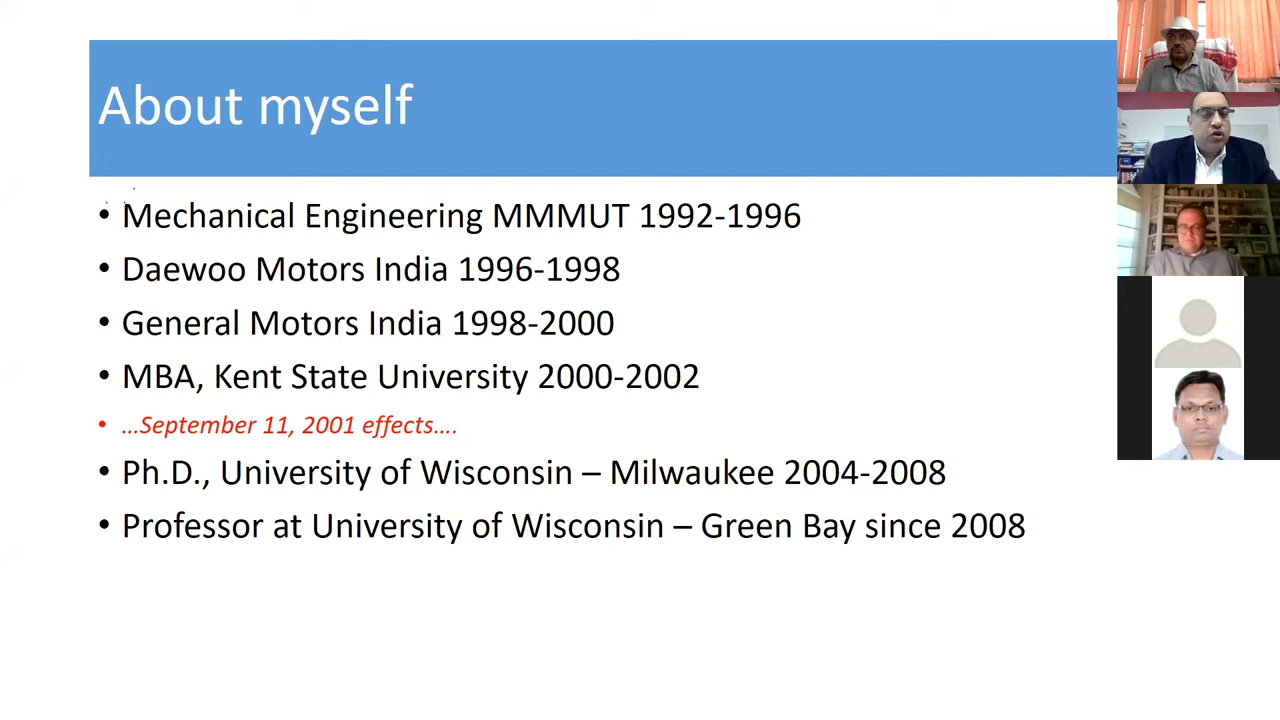 About myself
• Mechanical Engineering MMMUT 1992-1996
• Daewoo Motors India 1996-1998
• General Motors India 1998-2000
• MBA, Kent State University 2000-2002
• …September 11, 2001 effects….
• Ph.D., University of Wisconsin – Milwaukee 2004-2008
• Professor at University of Wisconsin – Green Bay since 2008